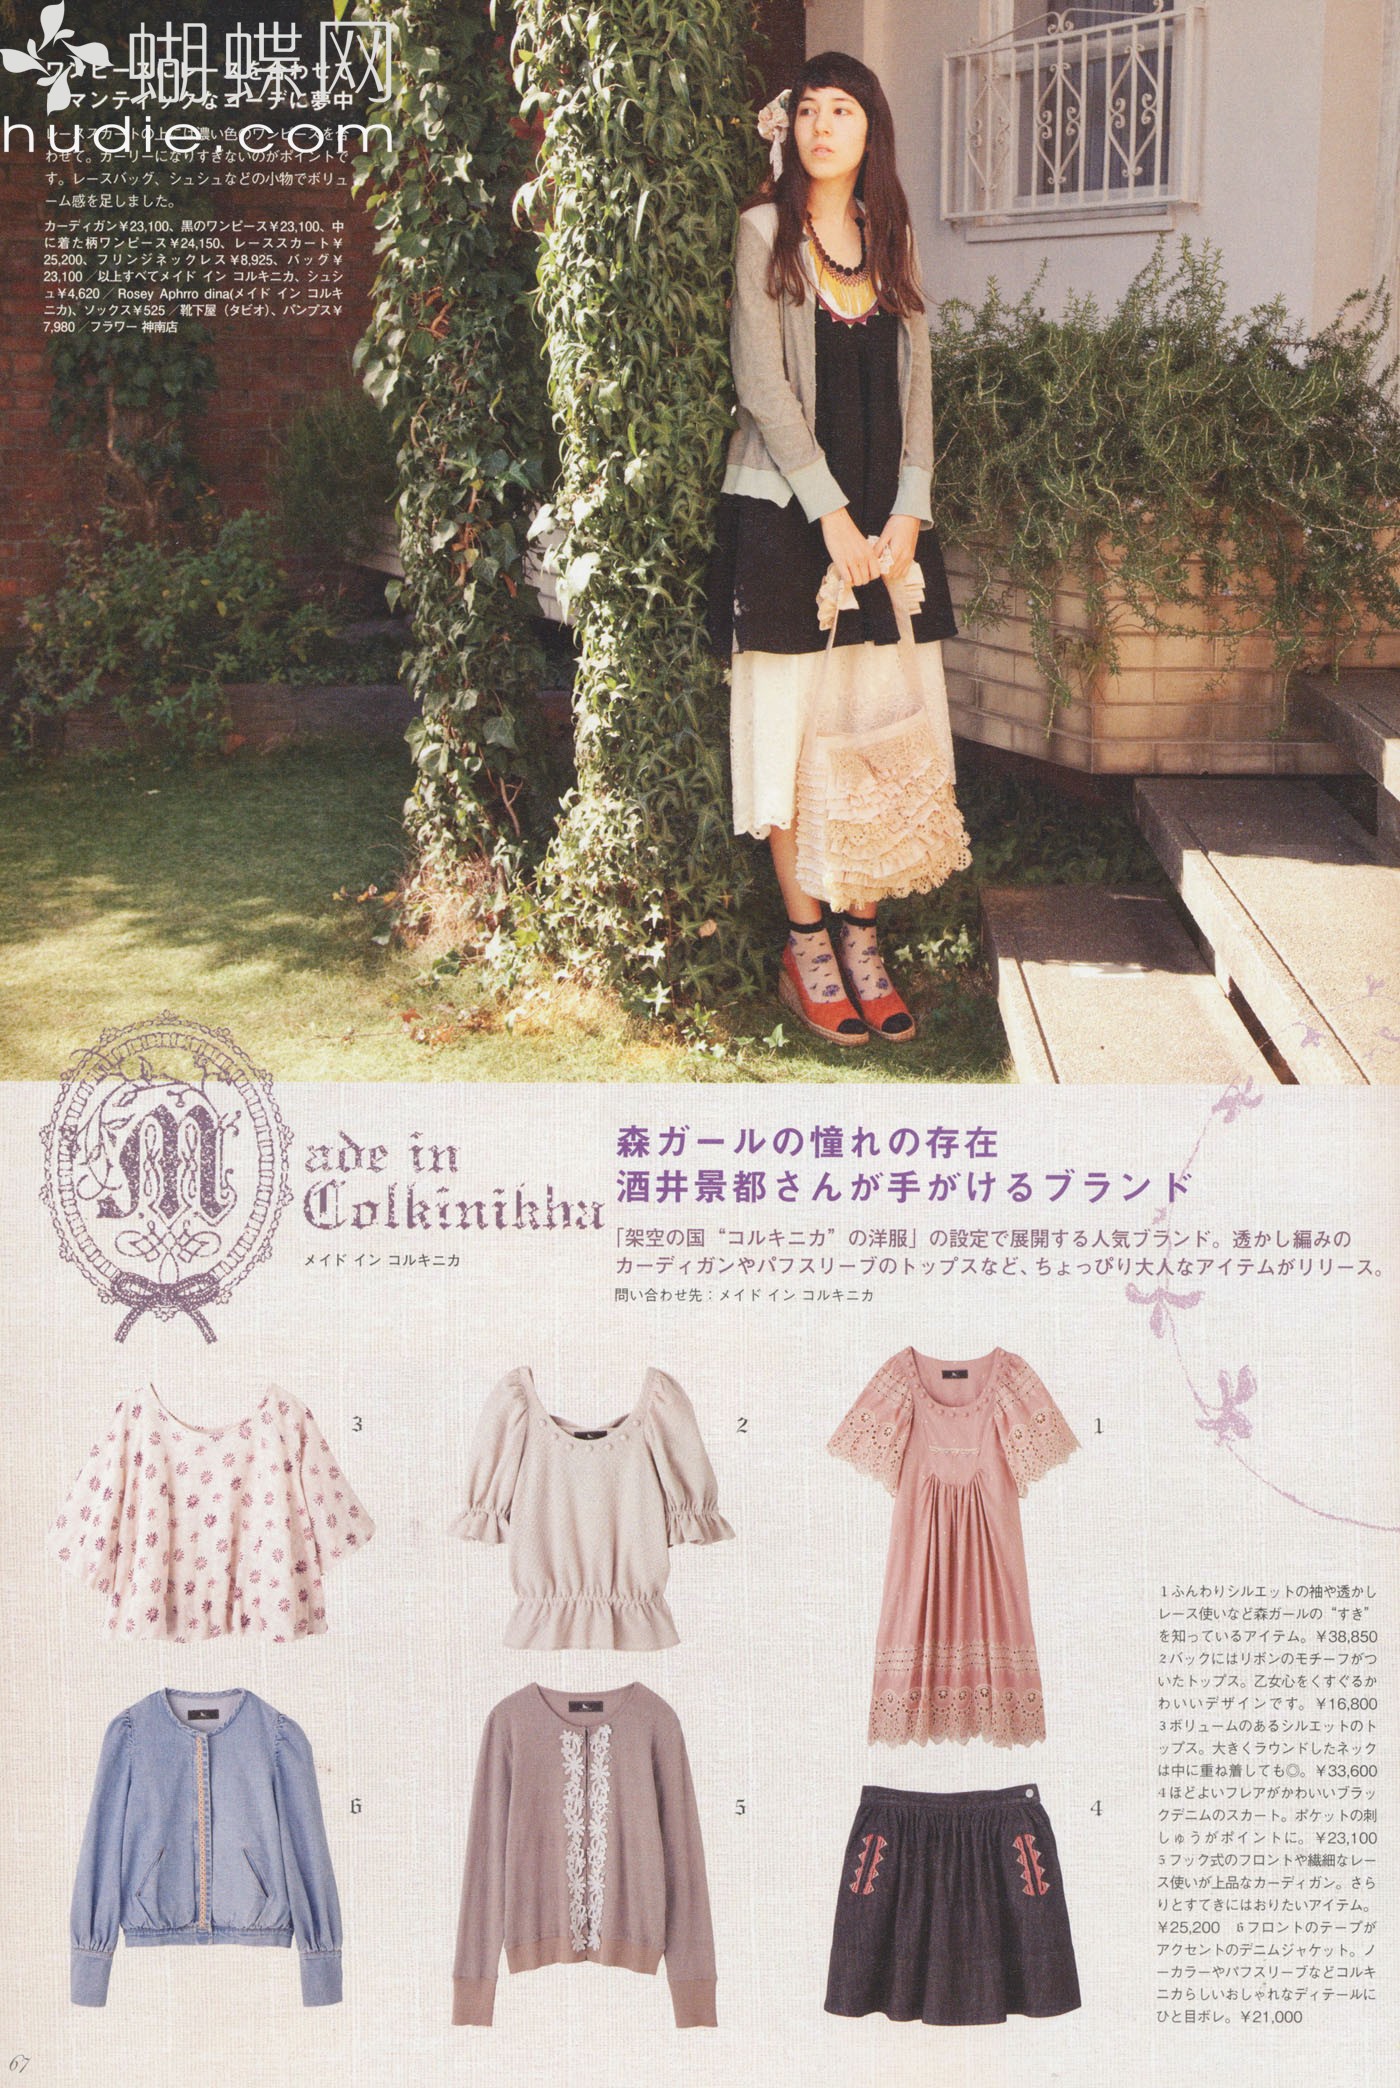 蝴蝶网
hudie.com
マンティックなコーデに夢中
わせて。ガーリーになりすぎないのがポイントで
す。レースバッグ、シュシュなどの小物でボリュ
ーム感を足しました。
カーディガン¥23,100、黒のワンピース¥23,100、中
に着た柄ワンピース¥24,150、レーススカート¥
25,200、フリンジネックレス¥8,925、バッグ¥
23,100／以上すべてメイド イン コルキニカ、シュシ
ュ¥4,620／Rosey Aphrro dina(メイド イン コルキ
ニカ)、ソックス¥525／靴下屋（タビオ）、パンプス¥
7,980／フラワー 神南店
Made in
Colkinikha
メイド イン コルキニカ
森ガールの憧れの存在
酒井景都さんが手がけるブランド
「架空の国“コルキニカ”の洋服」の設定で展開する人気ブランド。透かし編みの
カーディガンやパフスリーブのトップスなど、ちょっぴり大人なアイテムがリリース。
問い合わせ先：メイド イン コルキニカ
3
2
1
6
5
4
1ふんわりシルエットの袖や透かし
レース使いなど森ガールの“すき”
を知っているアイテム。¥38,850
2バックにはリボンのモチーフがつ
いたトップス。乙女心をくすぐるか
わいいデザインです。¥16,800
3ボリュームのあるシルエットのト
ップス。大きくラウンドしたネック
は中に重ね着しても◎。¥33,600
4ほどよいフレアがかわいいブラッ
クデニムのスカート。ポケットの刺
しゅうがポイントに。¥23,100
5フック式のフロントや繊細なレー
ス使いが上品なカーディガン。さら
りとすてきにはおりたいアイテム。
¥25,200　6フロントのテープが
アクセントのデニムジャケット。ノ
ーカラーやパフスリーブなどコルキ
ニカらしいおしゃれなディテールに
ひと目ボレ。¥21,000
67